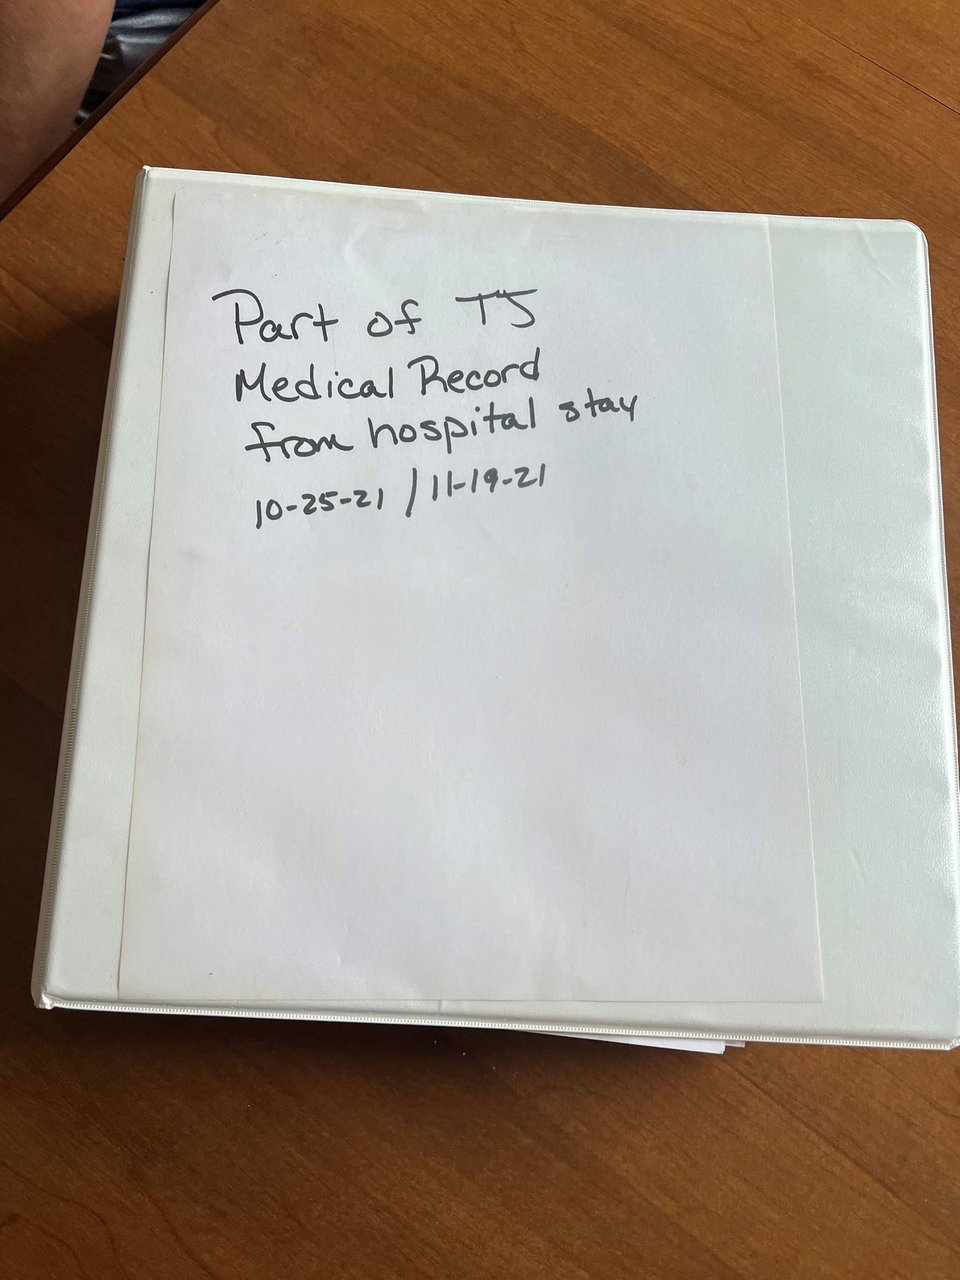 Part of TJ
Medical Record
from hospital stay
10-25-21 / 11-19-21